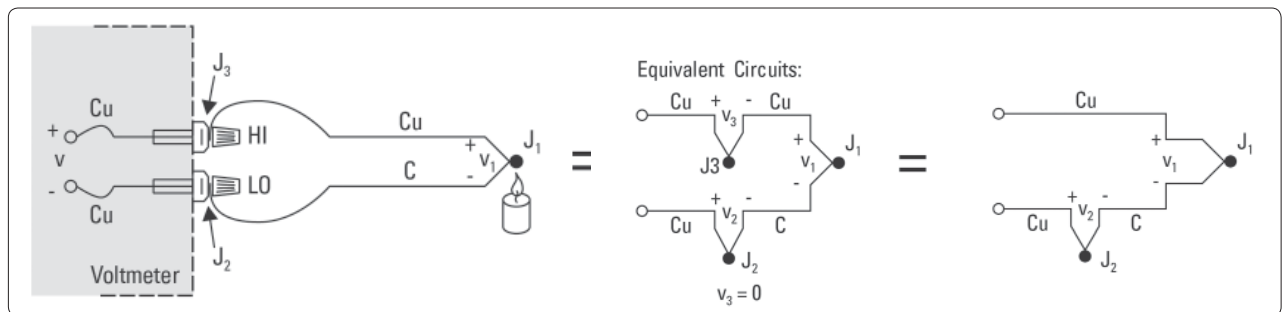 J₃
Cu
+
v
-
Cu
HI
LO
J₂
Voltmeter
Cu
+
v₁
-
C
J₁
=
Equivalent Circuits:
Cu
+ v₃ -
Cu
J3
+
v₁
-
J₁
+ v₂ -
Cu
C
J₂
v₃ = 0
=
Cu
+
v₁
-
J₁
+ v₂ -
Cu
C
J₂